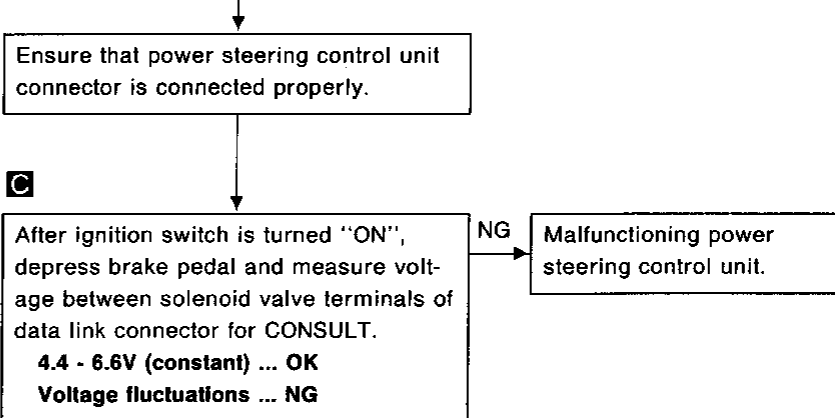 Ensure that power steering control unit
connector is connected properly.
C
After ignition switch is turned "ON",
depress brake pedal and measure volt-
age between solenoid valve terminals of
data link connector for CONSULT.
4.4 - 6.6V (constant) ... OK
Voltage fluctuations ... NG
NG
Malfunctioning power
steering control unit.